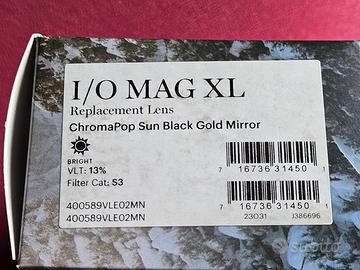 I/O MAG XL
Replacement Lens
ChromaPop Sun Black Gold Mirror
BRIGHT
VLT: 13%
Filter Cat: S3
7 16736 31450 1
400589VLE02MN
7 16736 31450 1
400589VLE02MN 23031 J386696
subito